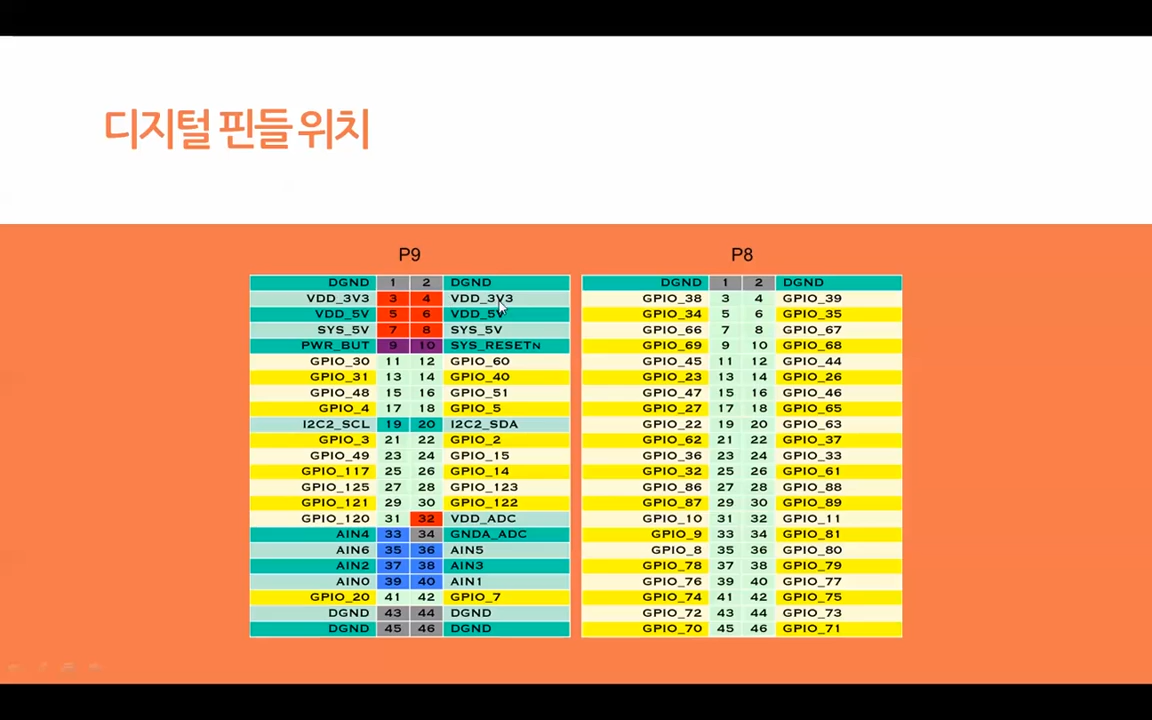 디지털 핀들 위치
P9
DGND 1 2 DGND
VDD_3V3 3 4 VDD_3V3
VDD_5V 5 6 VDD_5V
SYS_5V 7 8 SYS_5V
PWR_BUT 9 10 SYS_RESETN
GPIO_30 11 12 GPIO_60
GPIO_31 13 14 GPIO_40
GPIO_48 15 16 GPIO_51
GPIO_4 17 18 GPIO_5
I2C2_SCL 19 20 I2C2_SDA
GPIO_3 21 22 GPIO_2
GPIO_49 23 24 GPIO_15
GPIO_117 25 26 GPIO_14
GPIO_125 27 28 GPIO_123
GPIO_121 29 30 GPIO_122
GPIO_120 31 32 VDD_ADC
AIN4 33 34 GNDA_ADC
AIN6 35 36 AIN5
AIN2 37 38 AIN3
AIN0 39 40 AIN1
GPIO_20 41 42 GPIO_7
DGND 43 44 DGND
DGND 45 46 DGND
P8
DGND 1 2 DGND
GPIO_38 3 4 GPIO_39
GPIO_34 5 6 GPIO_35
GPIO_66 7 8 GPIO_67
GPIO_69 9 10 GPIO_68
GPIO_45 11 12 GPIO_44
GPIO_23 13 14 GPIO_26
GPIO_47 15 16 GPIO_46
GPIO_27 17 18 GPIO_65
GPIO_22 19 20 GPIO_63
GPIO_62 21 22 GPIO_37
GPIO_36 23 24 GPIO_33
GPIO_32 25 26 GPIO_61
GPIO_86 27 28 GPIO_88
GPIO_87 29 30 GPIO_89
GPIO_10 31 32 GPIO_11
GPIO_9 33 34 GPIO_81
GPIO_8 35 36 GPIO_80
GPIO_78 37 38 GPIO_79
GPIO_76 39 40 GPIO_77
GPIO_74 41 42 GPIO_75
GPIO_72 43 44 GPIO_73
GPIO_70 45 46 GPIO_71